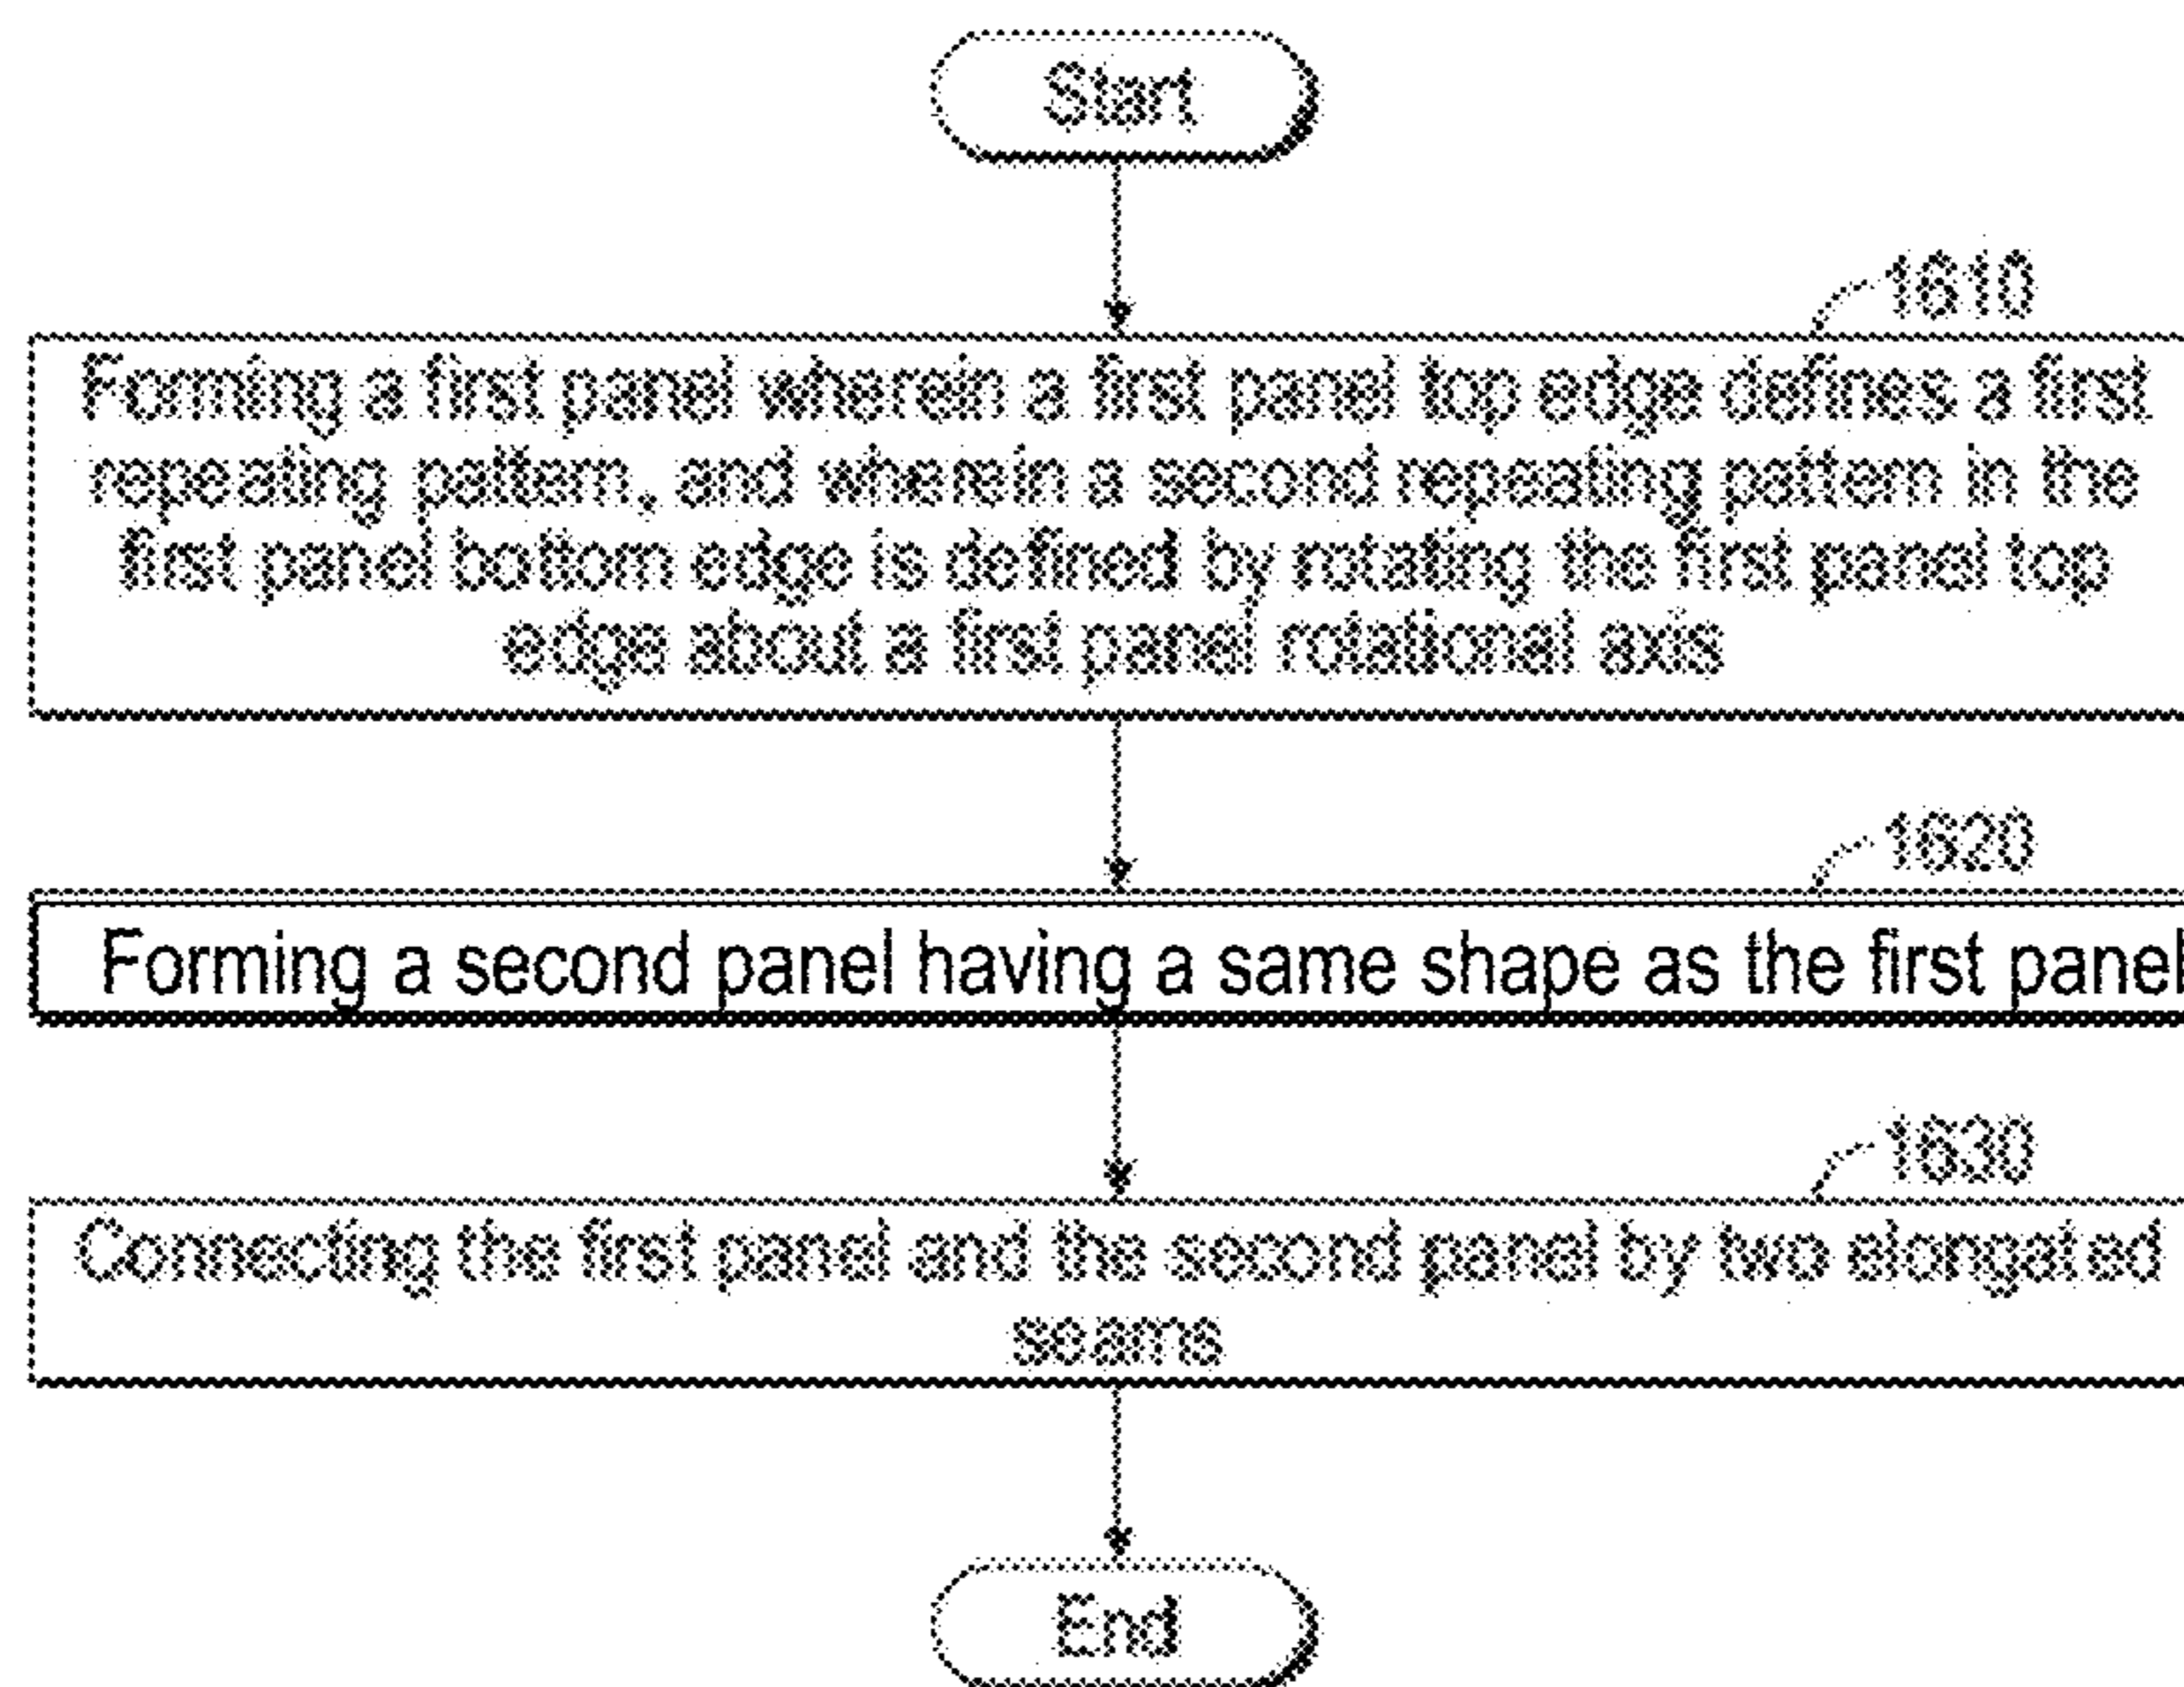 Start
1610
Forming a first panel wherein a first panel top edge defines a first
repeating pattern, and wherein a second repeating pattern in the
first panel bottom edge is defined by rotating the first panel top
edge about a first panel rotational axis
1620
Forming a second panel having a same shape as the first panel
1630
Connecting the first panel and the second panel by two elongated
seams
End